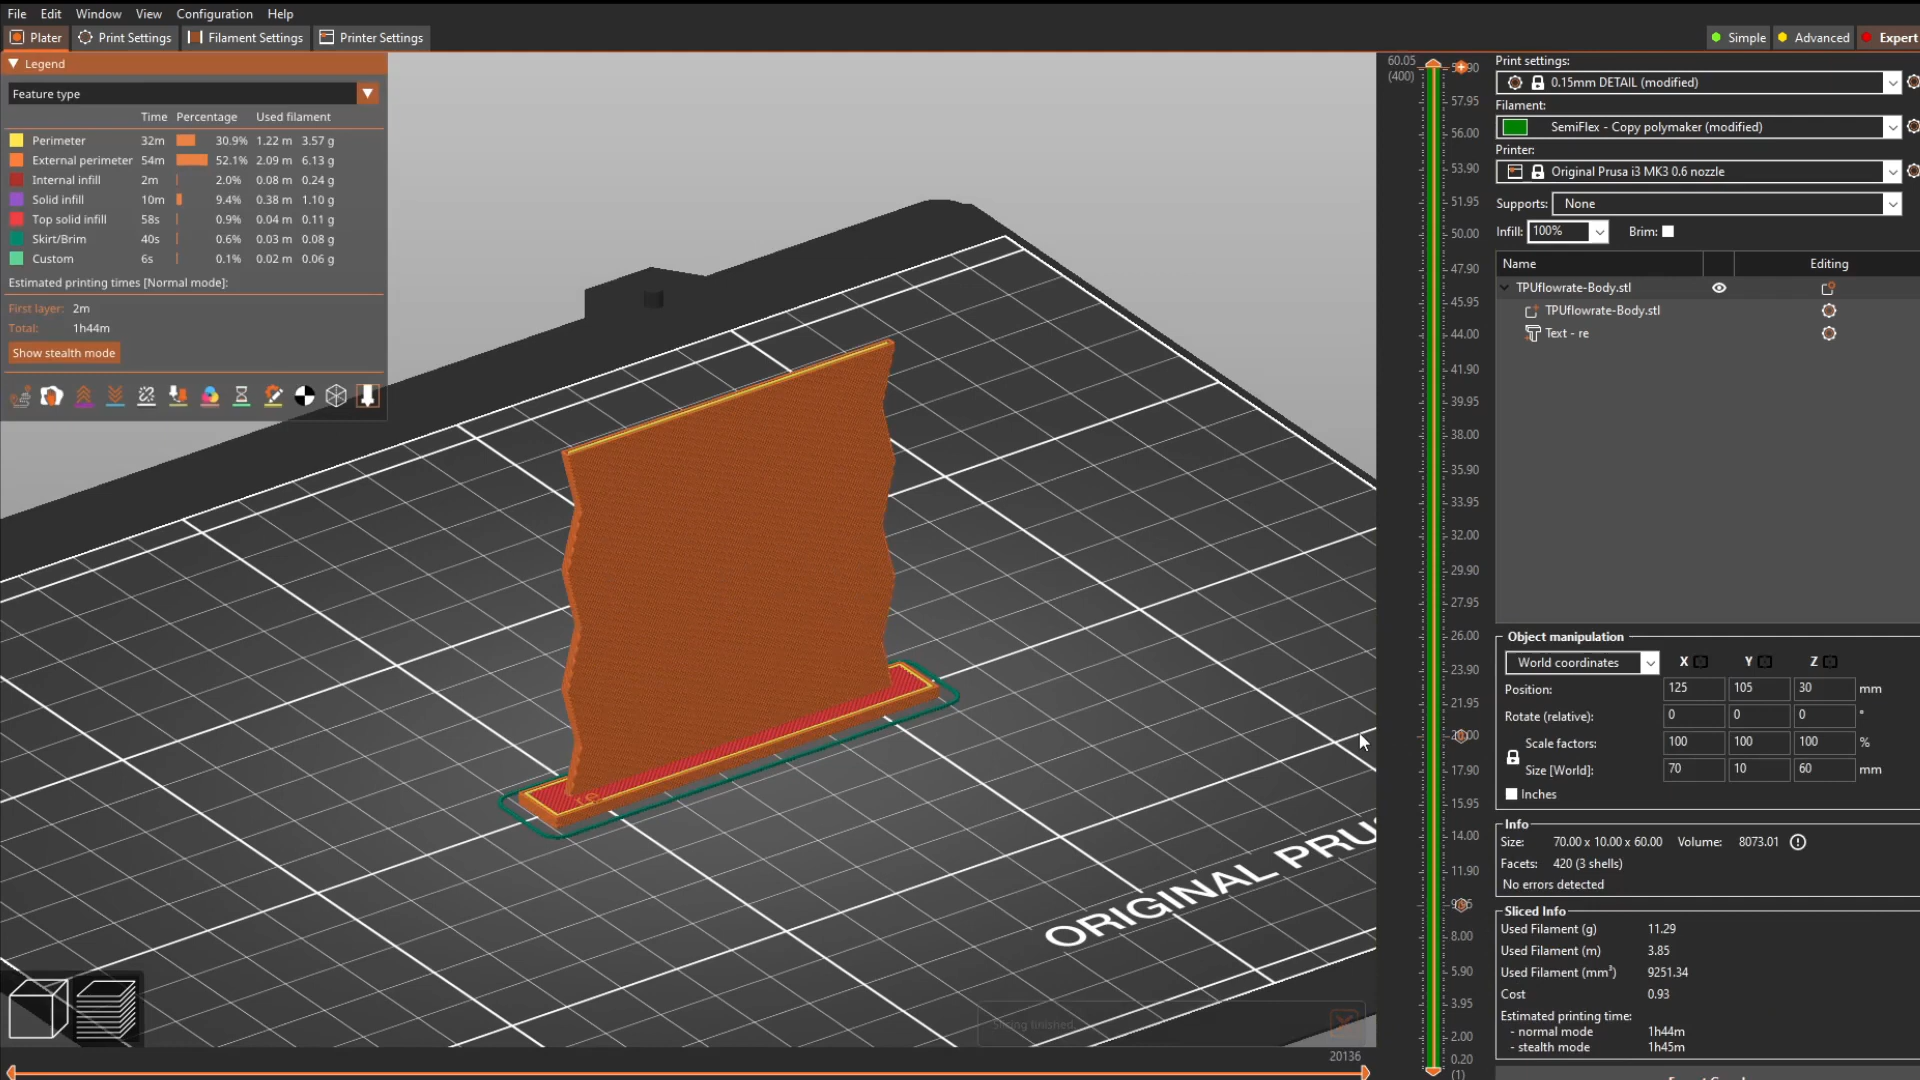 File Edit Window View Configuration Help
Plater Print Settings Filament Settings Printer Settings Simple Advanced Expert
Legend
Feature type
Time Percentage Used filament
Perimeter 32m 30.9% 1.22 m 3.57 g
External perimeter 54m 52.1% 2.09 m 6.13 g
Internal infill 2m 2.0% 0.08 m 0.24 g
Solid infill 10m 9.4% 0.38 m 1.10 g
Top solid infill 58s 0.9% 0.04 m 0.11 g
Skirt/Brim 40s 0.6% 0.03 m 0.08 g
Custom 6s 0.1% 0.02 m 0.06 g
Estimated printing times [Normal mode]:
First layer: 2m
Total: 1h44m
Show stealth mode
re
ORIGINAL PRUS
Slicing finished.
20136
60.05
(400)
57.95
56.00
53.90
51.95
50.00
47.90
45.95
44.00
41.90
39.95
38.00
35.90
33.95
32.00
29.90
27.95
26.00
23.90
21.95
20.00
17.90
15.95
14.00
11.90
8.00
5.90
3.95
2.00
0.20
(1)
Print settings:
0.15mm DETAIL (modified)
Filament:
SemiFlex - Copy polymaker (modified)
Printer:
Original Prusa i3 MK3 0.6 nozzle
Supports: None
Infill: 100% Brim:
Name Editing
TPUflowrate-Body.stl
TPUflowrate-Body.stl
Text - re
Object manipulation
World coordinates X Y Z
Position: 125 105 30 mm
Rotate (relative): 0 0 0 °
Scale factors: 100 100 100 %
Size [World]: 70 10 60 mm
Inches
Info
Size: 70.00 x 10.00 x 60.00 Volume: 8073.01
Facets: 420 (3 shells)
No errors detected
Sliced Info
Used Filament (g) 11.29
Used Filament (m) 3.85
Used Filament (mm³) 9251.34
Cost 0.93
Estimated printing time:
- normal mode 1h44m
- stealth mode 1h45m